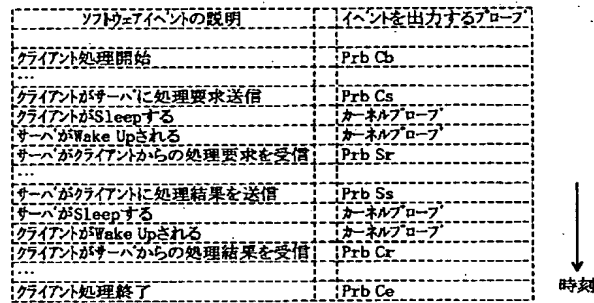 ソフトウェアイベントの説明 イベントを出力するプローブ
クライアント処理開始 Prb Cb
…
クライアントがサーバに処理要求送信 Prb Cs
クライアントがSleepする カーネルプローブ
サーバがWake Upされる カーネルプローブ
サーバがクライアントからの処理要求を受信 Prb Sr
…
サーバがクライアントに処理結果を送信 Prb Ss
サーバがSleepする カーネルプローブ
クライアントがWake Upされる カーネルプローブ
クライアントがサーバからの処理結果を受信 Prb Cr
…
クライアント処理終了 Prb Ce
時刻